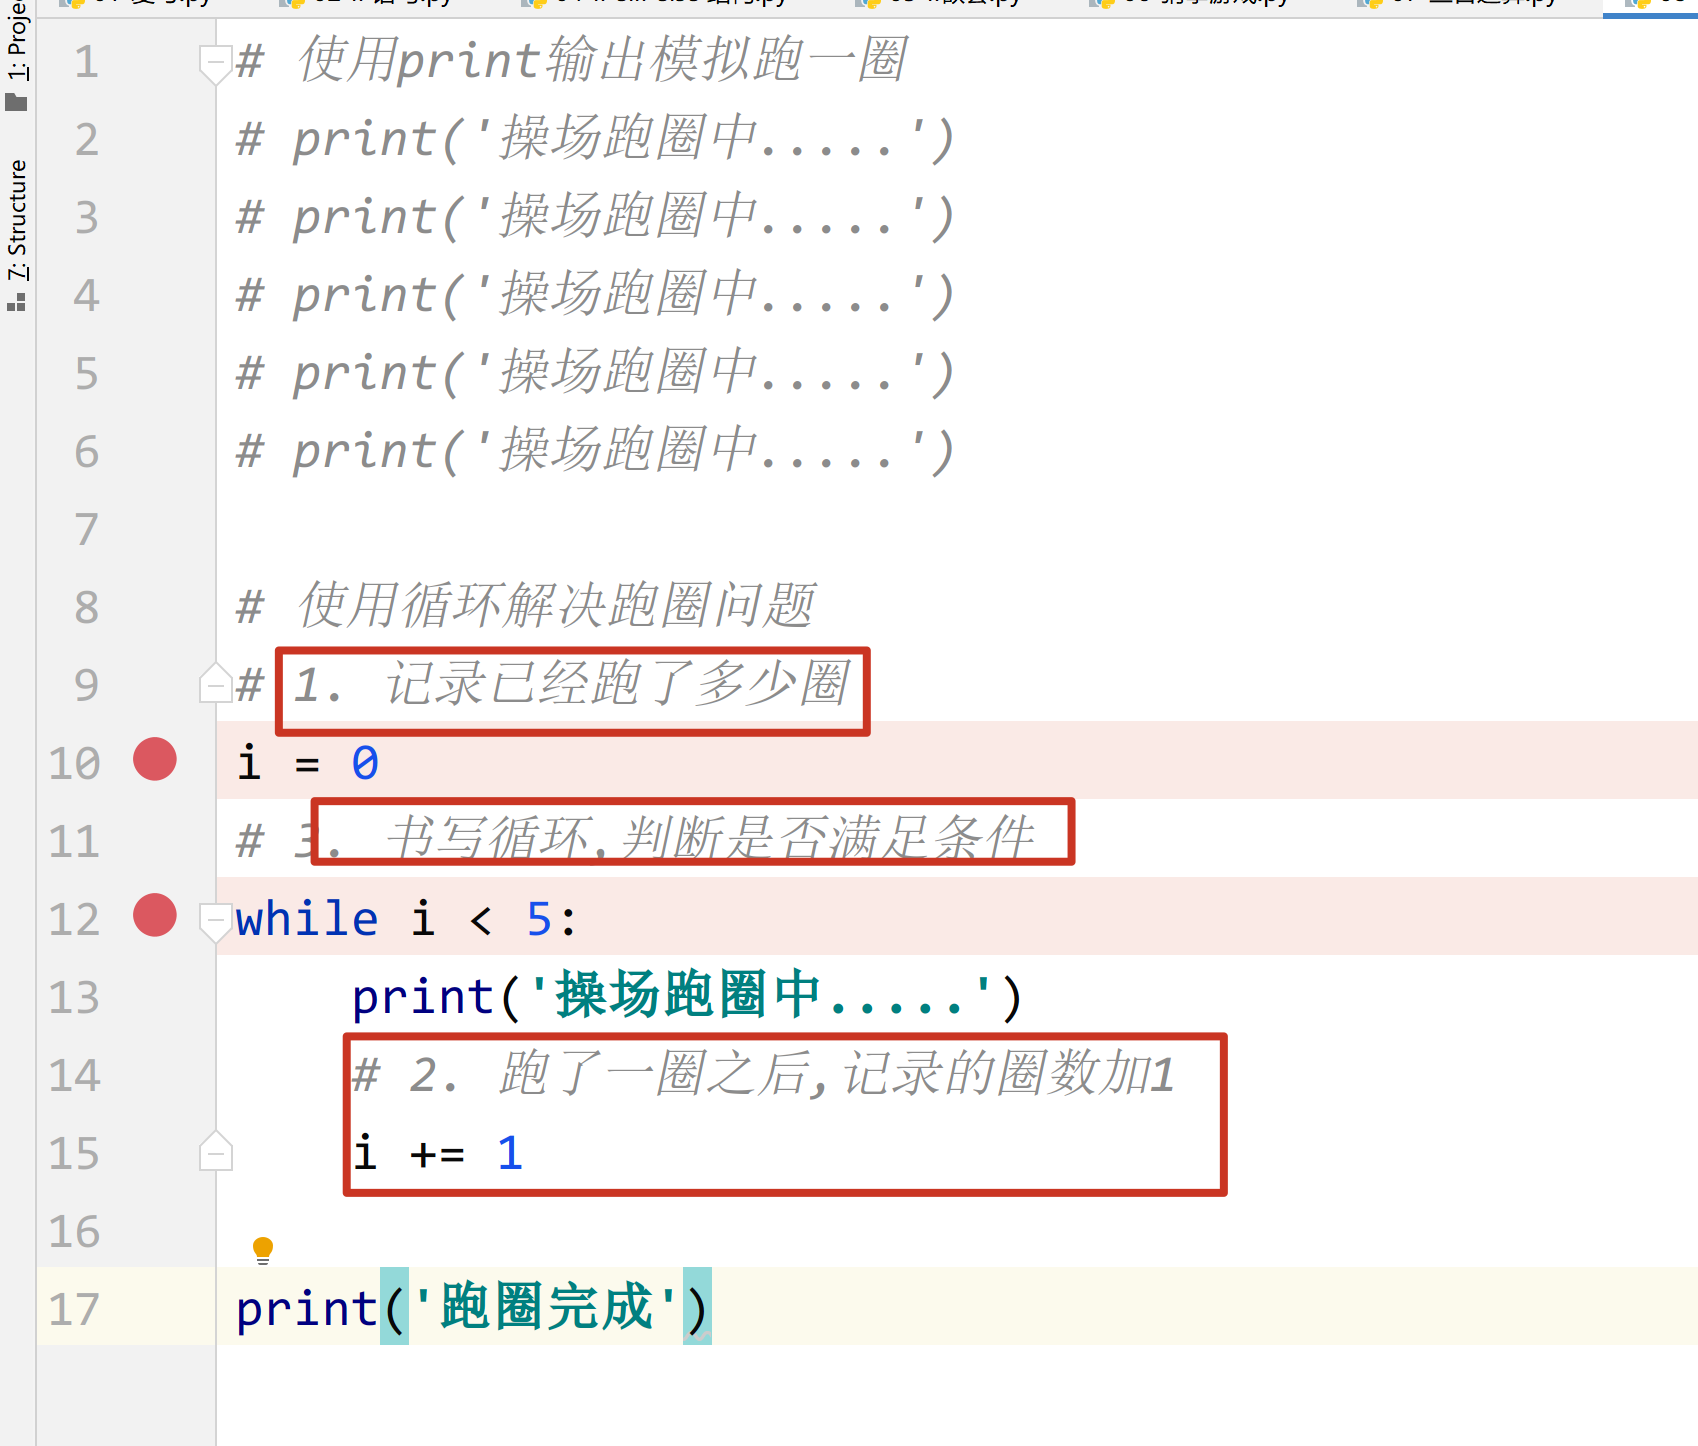 1: Projec
7: Structure
1 # 使用print输出模拟跑一圈
2 # print('操场跑圈中.....')
3 # print('操场跑圈中.....')
4 # print('操场跑圈中.....')
5 # print('操场跑圈中.....')
6 # print('操场跑圈中.....')
7
8 # 使用循环解决跑圈问题
9 # 1. 记录已经跑了多少圈
10 i = 0
11 # 3. 书写循环,判断是否满足条件
12 while i < 5:
13 print('操场跑圈中.....')
14 # 2. 跑了一圈之后,记录的圈数加1
15 i += 1
16
17 print('跑圈完成')